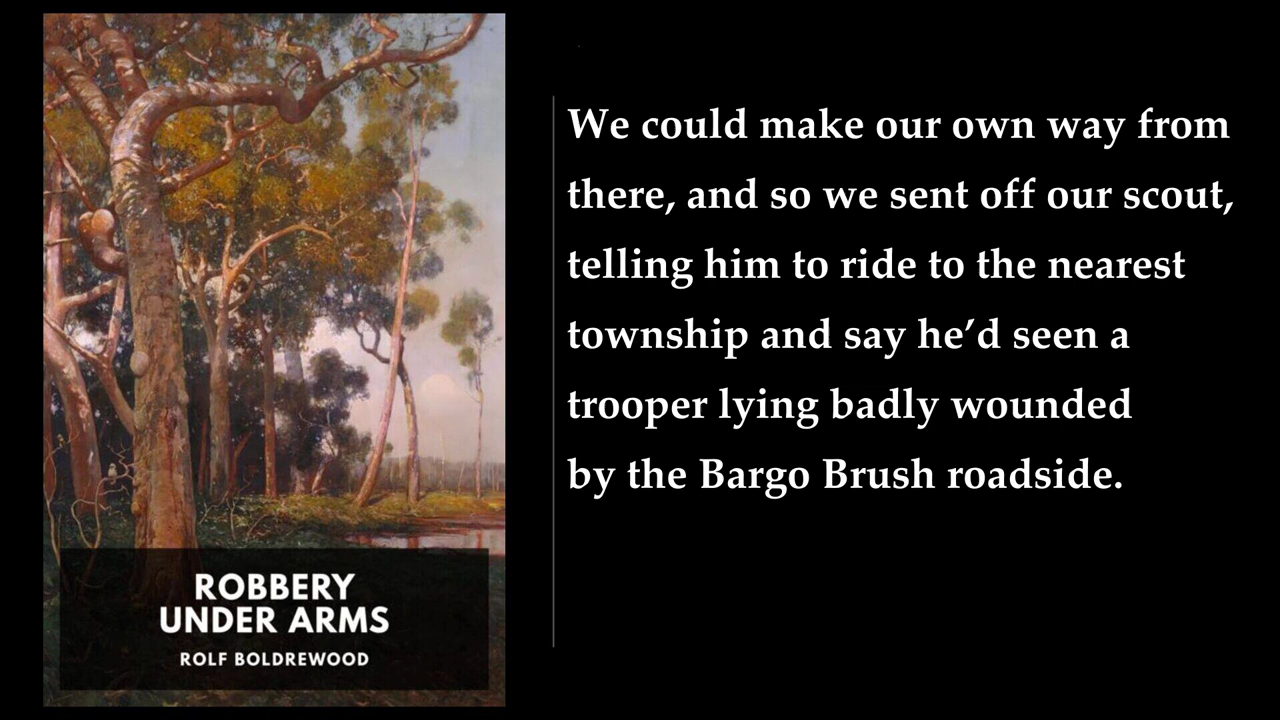 ROBBERY
UNDER ARMS
ROLF BOLDREWOOD
We could make our own way from
there, and so we sent off our scout,
telling him to ride to the nearest
township and say he’d seen a
trooper lying badly wounded
by the Bargo Brush roadside.